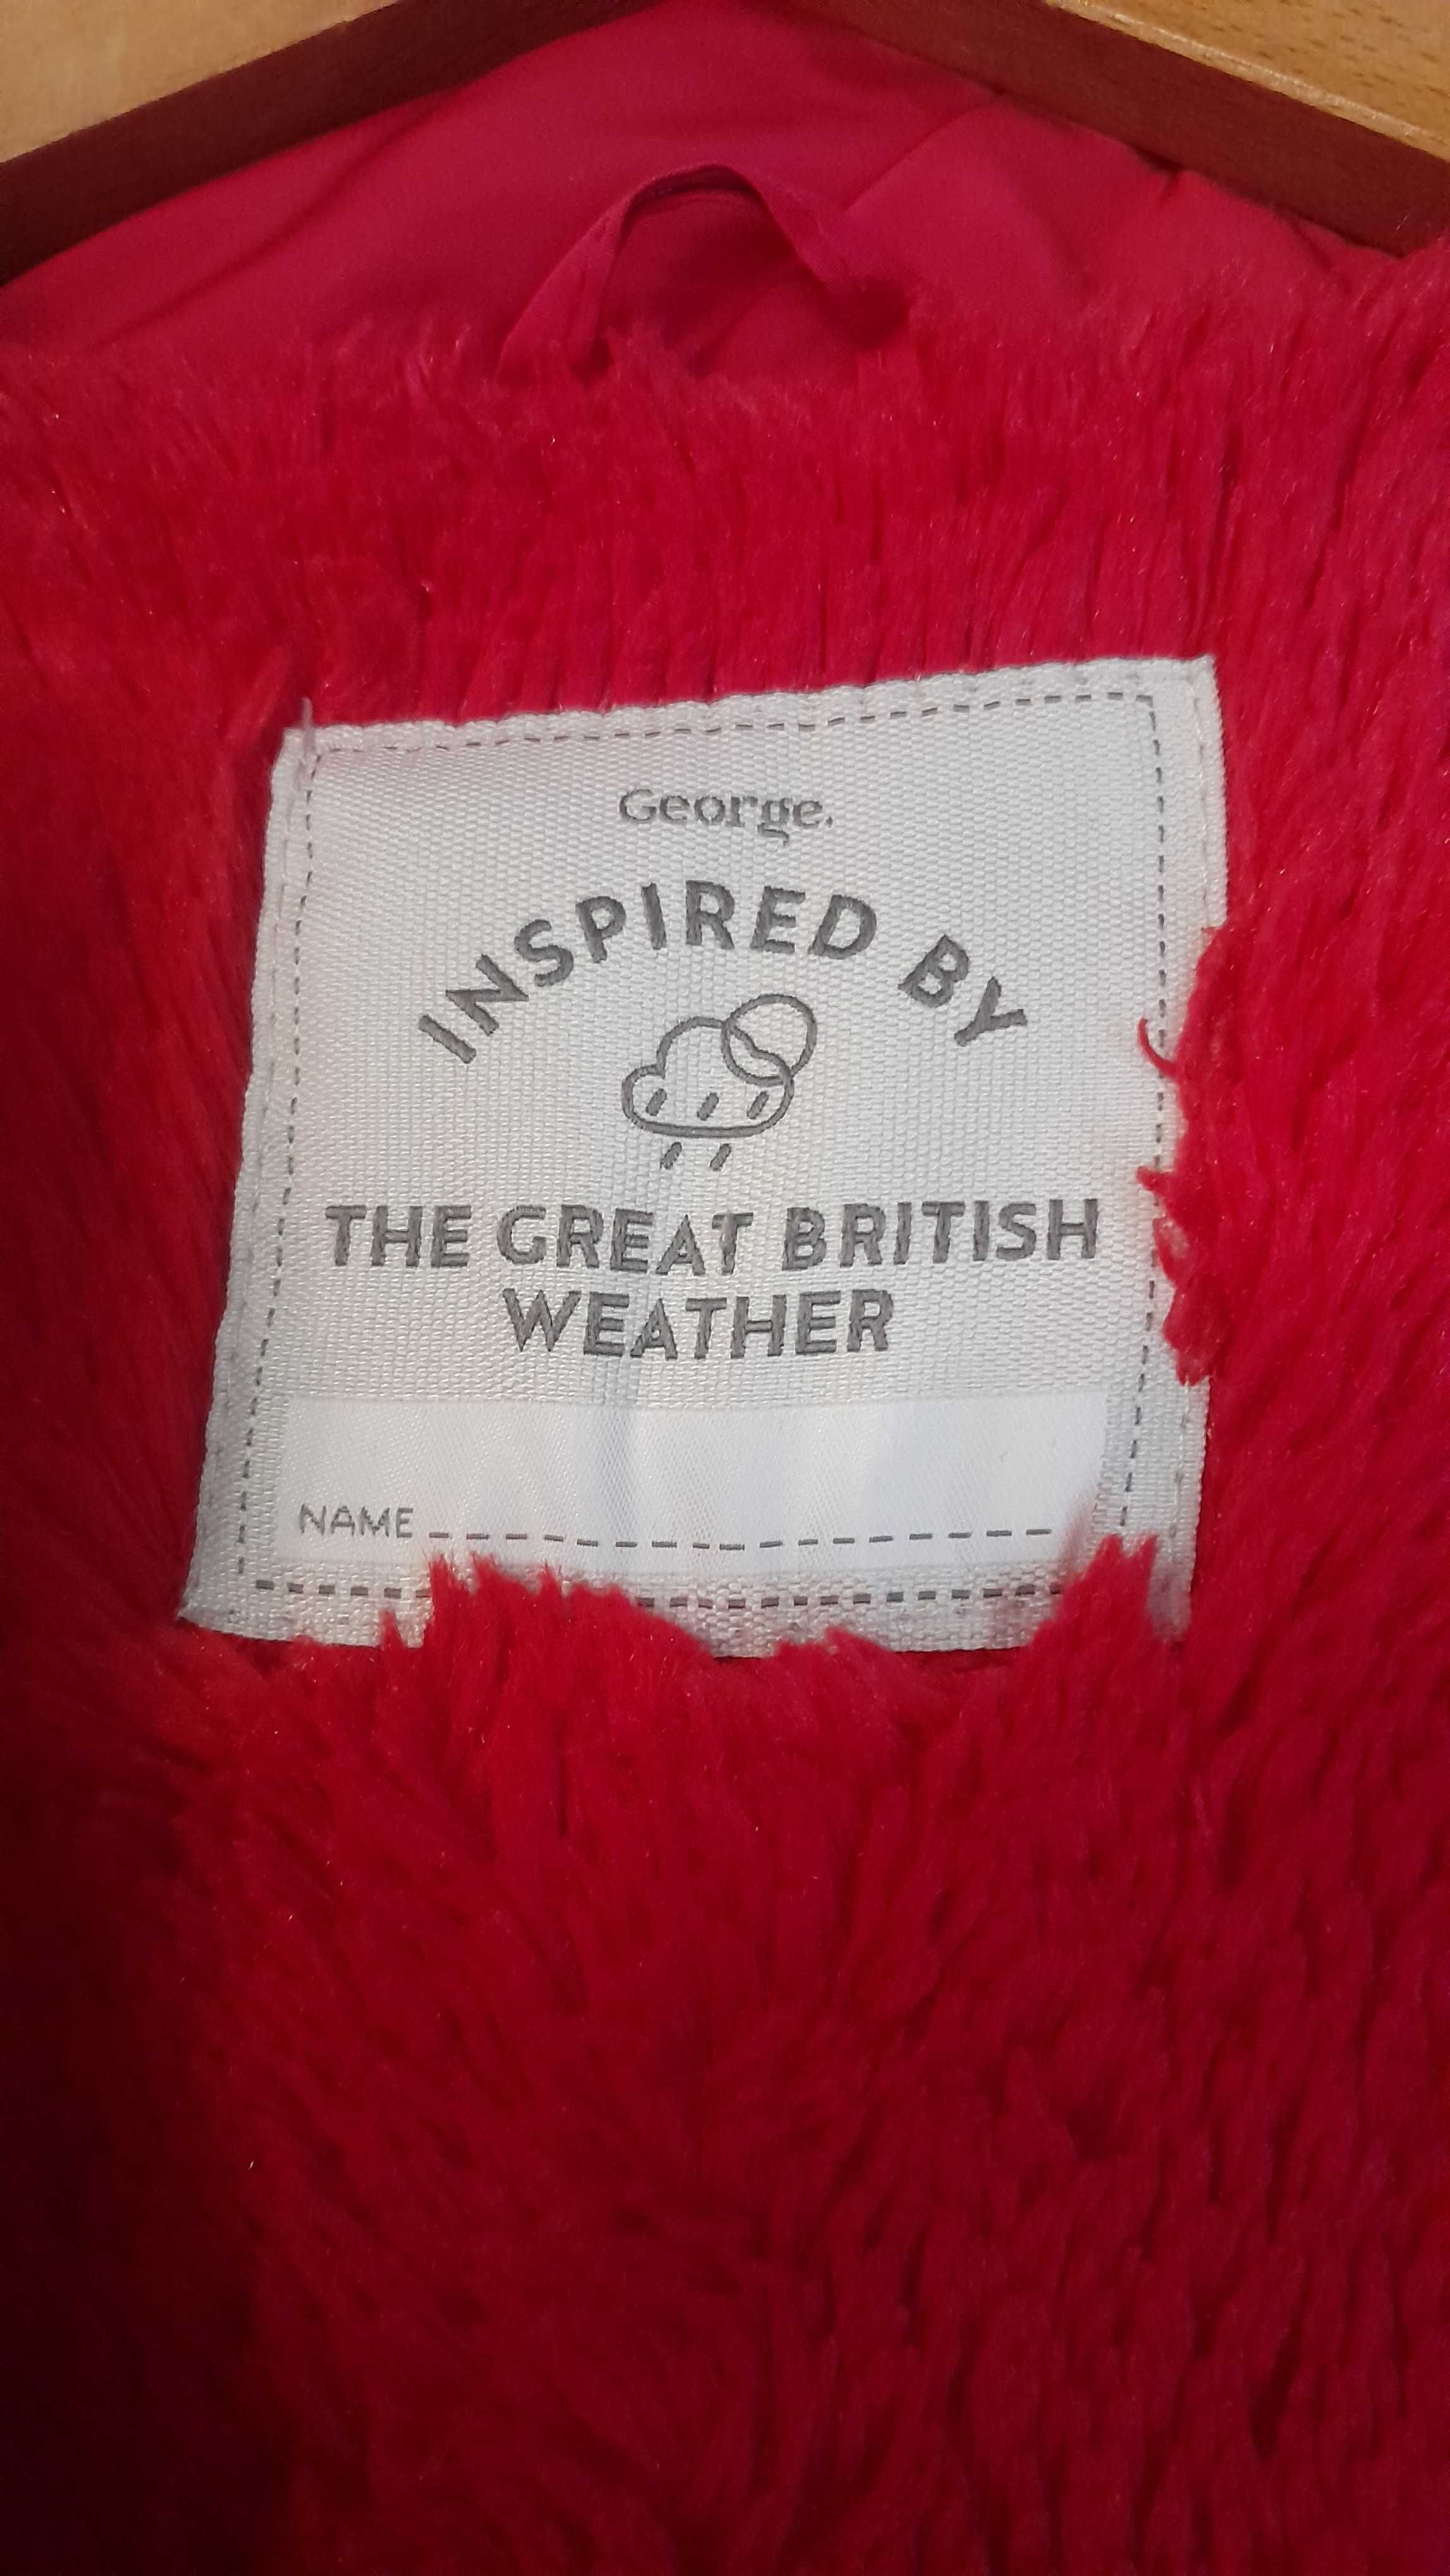 George.
INSPIRED BY
THE GREAT BRITISH
WEATHER
NAME